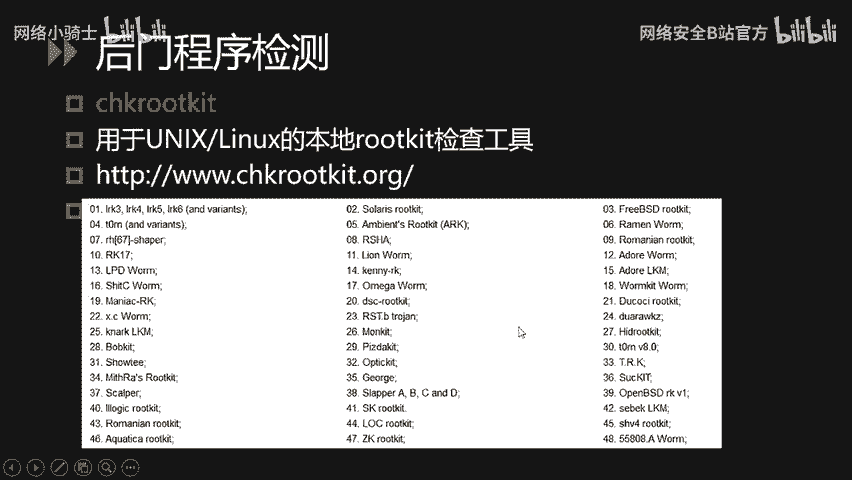 网络小骑士 bilibili
网络安全B站官方 bilibili
后门程序检测
chkrootkit
用于UNIX/Linux的本地rootkit检查工具
http://www.chkrootkit.org/
01. lrk3, lrk4, lrk5, lrk6 (and variants); 02. Solaris rootkit; 03. FreeBSD rootkit;
04. t0rn (and variants); 05. Ambient's Rootkit (ARK); 06. Ramen Worm;
07. rh[67]-shaper; 08. RSHA; 09. Romanian rootkit;
10. RK17; 11. Lion Worm; 12. Adore Worm;
13. LPD Worm; 14. kenny-rk; 15. Adore LKM;
16. ShitC Worm; 17. Omega Worm; 18. Wormkit Worm;
19. Maniac-RK; 20. dsc-rootkit; 21. Ducoci rootkit;
22. x.c Worm; 23. RST.b trojan; 24. duarawkz;
25. knark LKM; 26. Monkit; 27. Hidrootkit;
28. Bobkit; 29. Pizdakit; 30. t0rn v8.0;
31. Showtee; 32. Optickit; 33. T.R.K;
34. MithRa's Rootkit; 35. George; 36. SucKIT;
37. Scalper; 38. Slapper A, B, C and D; 39. OpenBSD rk v1;
40. Illogic rootkit; 41. SK rootkit. 42. sebek LKM;
43. Romanian rootkit; 44. LOC rootkit; 45. shv4 rootkit;
46. Aquatica rootkit; 47. ZK rootkit; 48. 55808.A Worm;